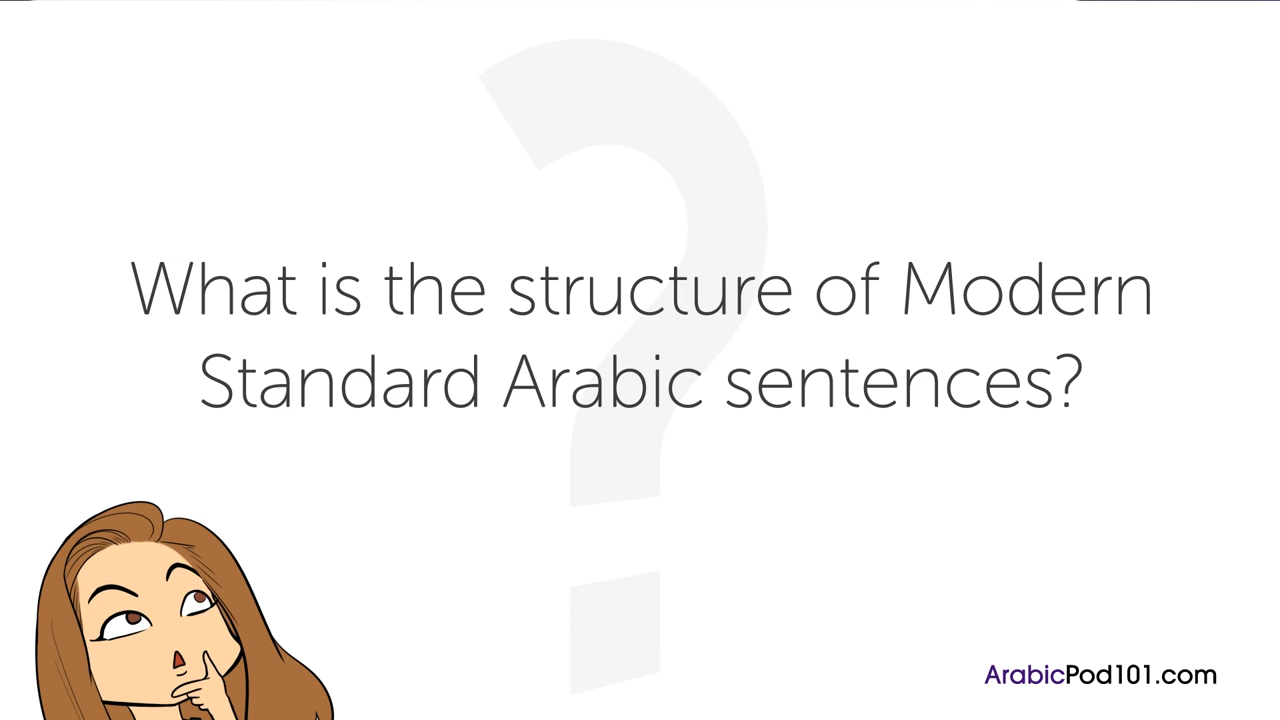 What is the structure of Modern
Standard Arabic sentences?
ArabicPod101.com